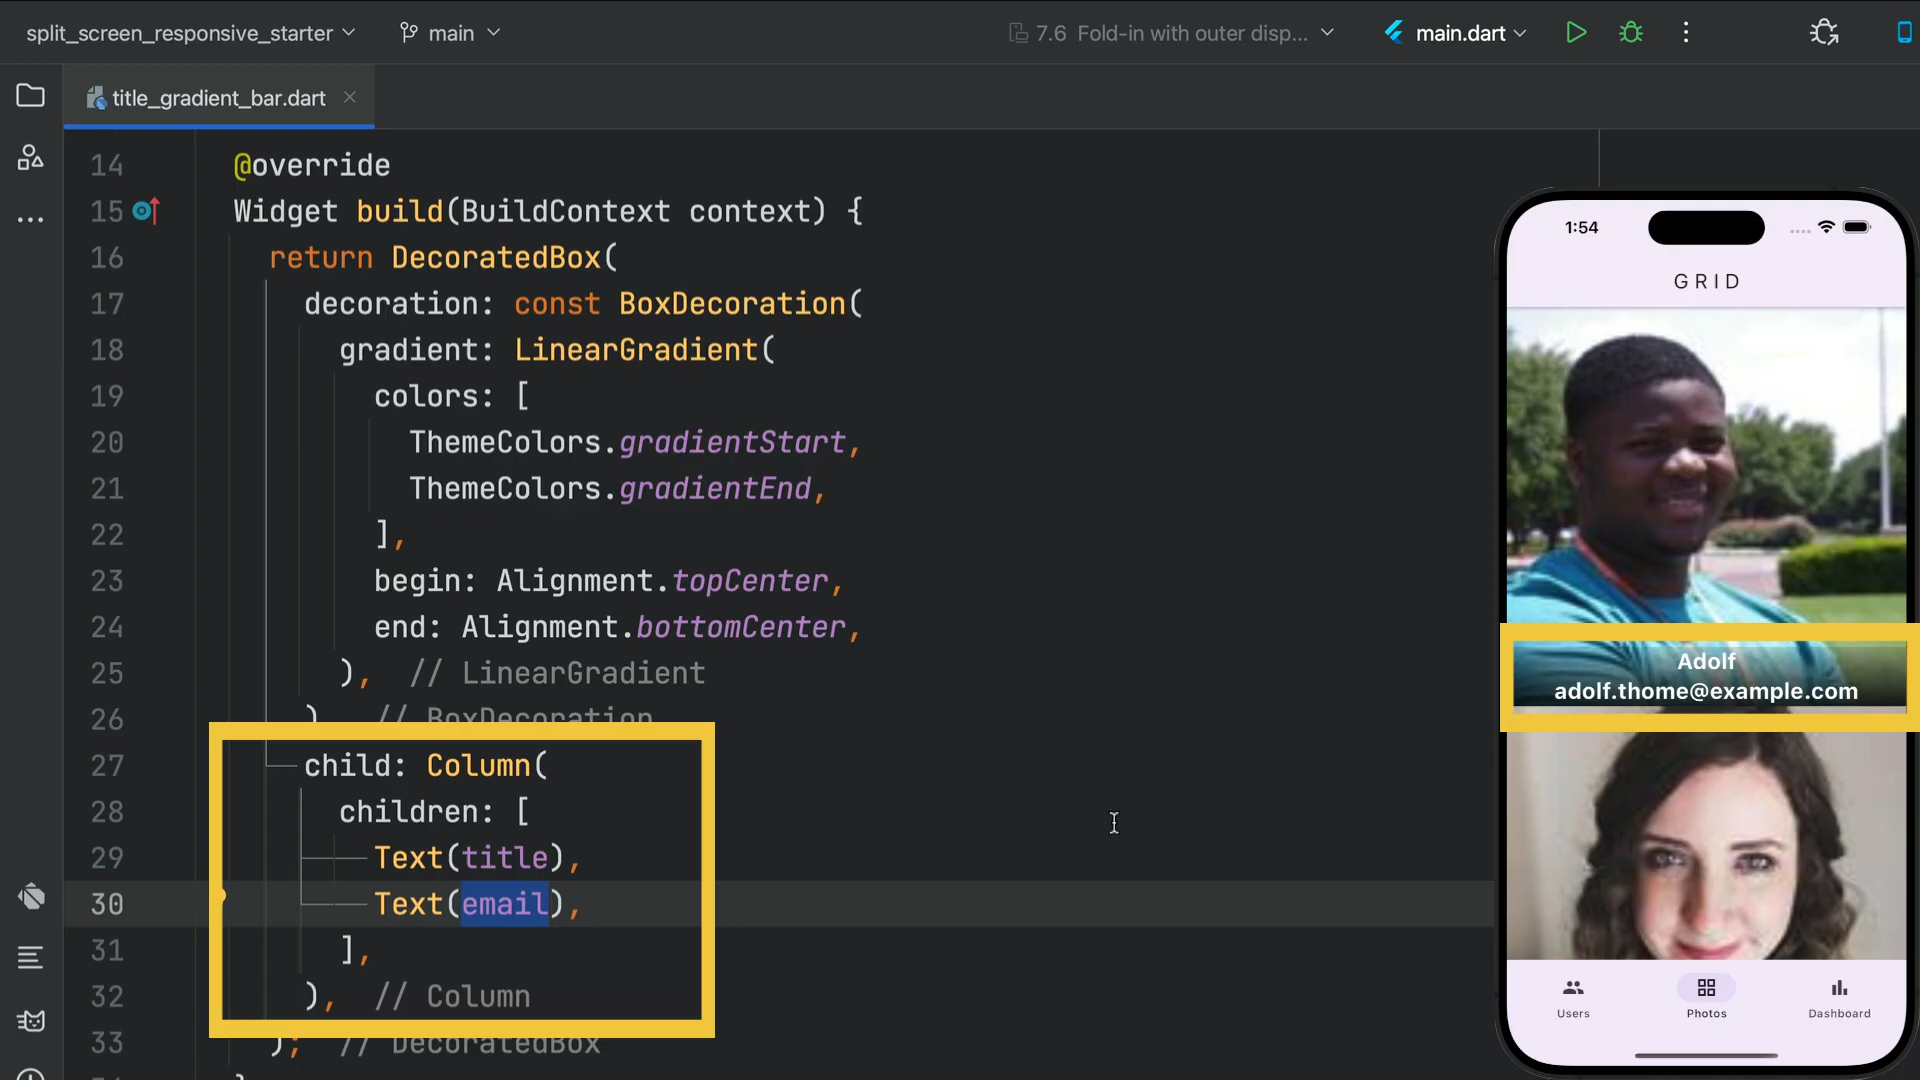 split_screen_responsive_starter
main
7.6 Fold-in with outer disp...
main.dart
title_gradient_bar.dart
14 @override
15 Widget build(BuildContext context) {
16 return DecoratedBox(
17 decoration: const BoxDecoration(
18 gradient: LinearGradient(
19 colors: [
20 ThemeColors.gradientStart,
21 ThemeColors.gradientEnd,
22 ],
23 begin: Alignment.topCenter,
24 end: Alignment.bottomCenter,
25 ), // LinearGradient
26 ) // BoxDecoration
27 child: Column(
28 children: [
29 Text(title),
30 Text(email),
31 ],
32 ), // Column
33 ); // DecoratedBox
1:54
GRID
Adolf
adolf.thome@example.com
Users
Photos
Dashboard